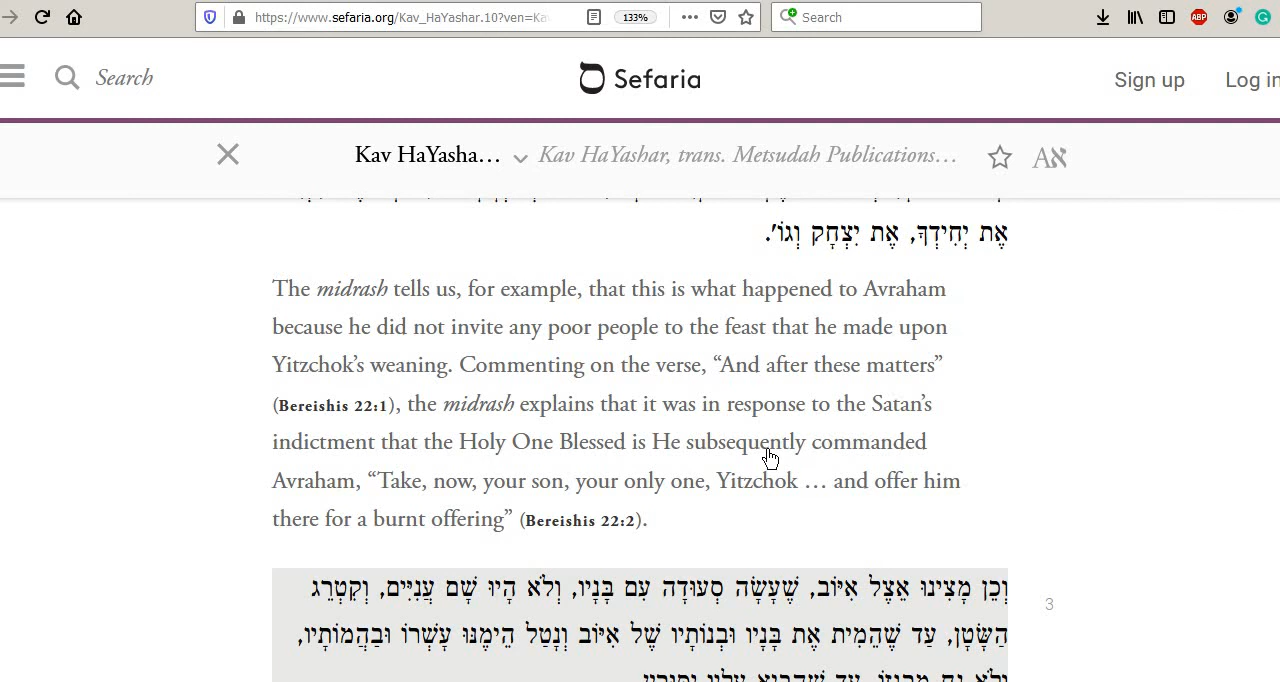 https://www.sefaria.org/Kav_HaYashar.10?ven=Ka
133%
Search
ABP
Search
Sefaria
Sign up
Log in
Kav HaYasha…
Kav HaYashar, trans. Metsudah Publications…
אֶת יְחִידְךָ, אֶת יִצְחָק וְגוֹ'.
The midrash tells us, for example, that this is what happened to Avraham
because he did not invite any poor people to the feast that he made upon
Yitzchok’s weaning. Commenting on the verse, “And after these matters”
(Bereishis 22:1), the midrash explains that it was in response to the Satan’s
indictment that the Holy One Blessed is He subsequently commanded
Avraham, “Take, now, your son, your only one, Yitzchok … and offer him
there for a burnt offering” (Bereishis 22:2).
וְכֵן מָצִינוּ אֵצֶל אִיּוֹב, שֶׁעָשָׂה סְעוּדָה עִם בָּנָיו, וְלֹא הָיוּ שָׁם עֲנִיִּים, וְקִטְרֵג
3
הַשָּׂטָן, עַד שֶׁהֵמִית אֶת בָּנָיו וּבְנוֹתָיו שֶׁל אִיּוֹב וְנָטַל הֵימֶנּוּ עָשְׁרוֹ וּבַהֲמוֹתָיו,